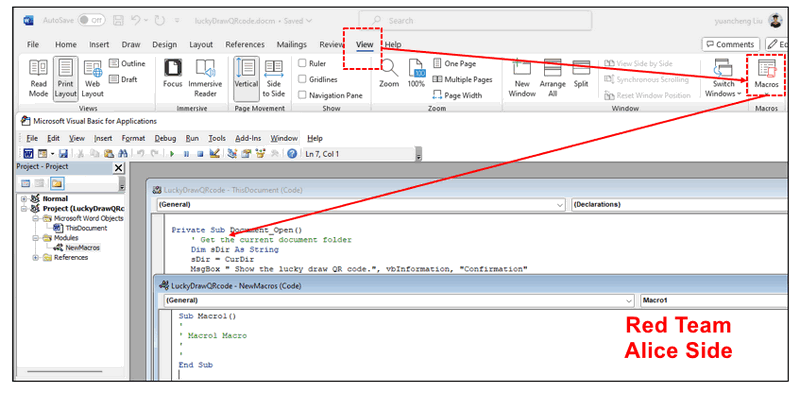 AutoSave Off luckyDrawQRcode.docm • Saved Search yuancheng Liu
File Home Insert Draw Design Layout References Mailings Review View Help Comments
Read Mode Print Layout Web Layout Outline Draft
Views
Focus Immersive Reader
Immersive
Vertical Side to Side
Page Movement
Ruler
Gridlines
Navigation Pane
Show
Zoom 100% One Page
Multiple Pages
Page Width
Zoom
New Window Arrange All Split
View Side by Side
Synchronous Scrolling
Reset Window Position
Switch Windows
Window
Macros
Macros
Microsoft Visual Basic for Applications
File Edit View Insert Format Debug Run Tools Add-Ins Window Help
Ln 7, Col 1
Project - Project
Normal
Project (LuckyDrawQRc
Microsoft Word Objects
ThisDocument
Modules
NewMacros
References
LuckyDrawQRcode - ThisDocument (Code)
(General) (Declarations)
Private Sub Document_Open()
' Get the current document folder
Dim sDir As String
sDir = CurDir
MsgBox " Show the lucky draw QR code.", vbInformation, "Confirmation"
LuckyDrawQRcode - NewMacros (Code)
(General) Macro1
Sub Macro1()
'
' Macro1 Macro
'
'
End Sub
Red Team
Alice Side